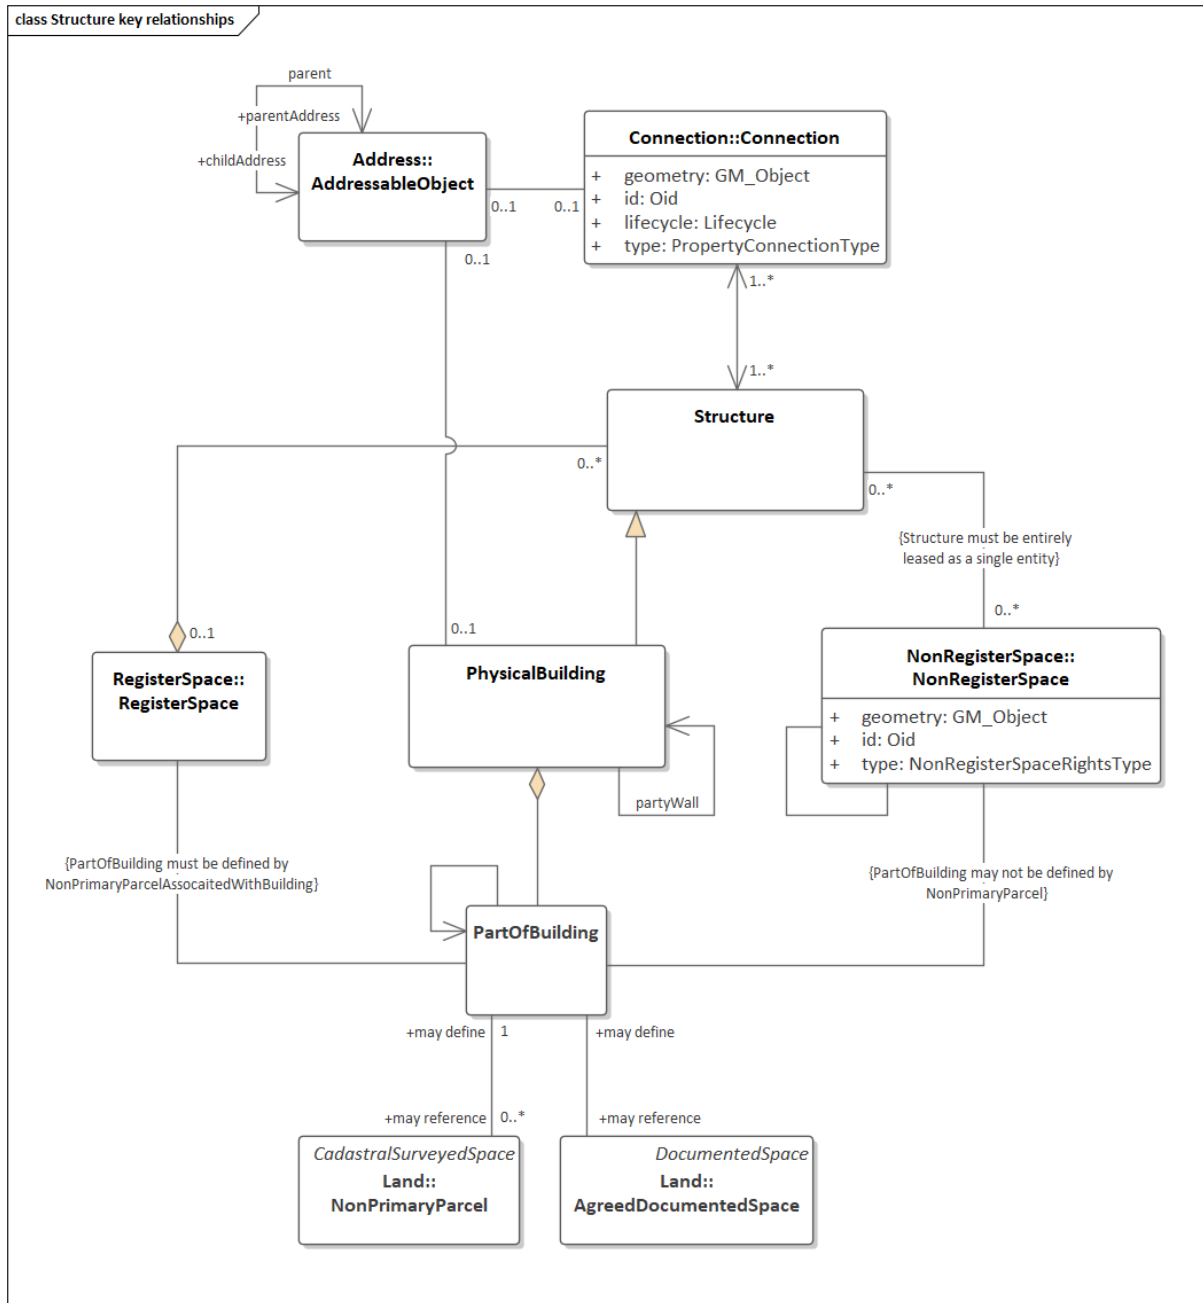 class Structure key relationships
parent
+parentAddress
+childAddress
Address::
AddressableObject
0..1
0..1
0..1
Connection::Connection
+ geometry: GM_Object
+ id: Oid
+ lifecycle: Lifecycle
+ type: PropertyConnectionType
1..*
1..*
Structure
0..*
0..*
{Structure must be entirely
leased as a single entity}
0..*
0..1
0..1
RegisterSpace::
RegisterSpace
PhysicalBuilding
partyWall
NonRegisterSpace::
NonRegisterSpace
+ geometry: GM_Object
+ id: Oid
+ type: NonRegisterSpaceRightsType
{PartOfBuilding must be defined by
NonPrimaryParcelAssocaitedWithBuilding}
{PartOfBuilding may not be defined by
NonPrimaryParcel}
PartOfBuilding
+may define
1
+may define
+may reference
0..*
+may reference
CadastralSurveyedSpace
Land::
NonPrimaryParcel
DocumentedSpace
Land::
AgreedDocumentedSpace